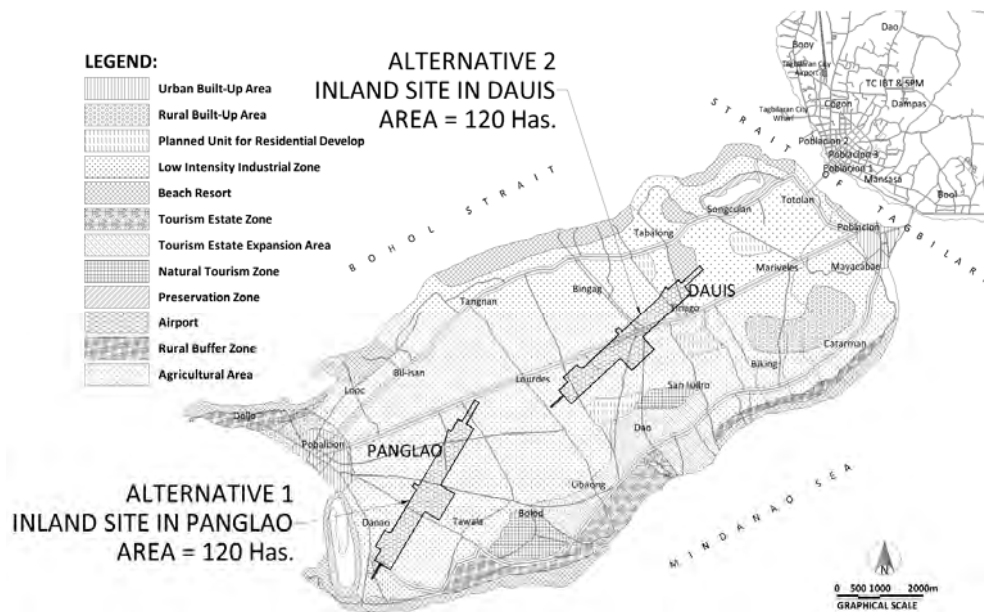 LEGEND:
Urban Built-Up Area
Rural Built-Up Area
Planned Unit for Residential Develop
Low Intensity Industrial Zone
Beach Resort
Tourism Estate Zone
Tourism Estate Expansion Area
Natural Tourism Zone
Preservation Zone
Airport
Rural Buffer Zone
Agricultural Area
ALTERNATIVE 2
INLAND SITE IN DAUIS
AREA = 120 Has.
ALTERNATIVE 1
INLAND SITE IN PANGLAO
AREA = 120 Has.
BOHOL STRAIT
STRAIT OF TAGBILARA
MINDANAO SEA
Dao
Booy
Tagbilaran City
Airport
TC IBT & SPM
Tagbilaran City
Wharf
Cogon
Dampas
Poblacion 2
Poblacion 3
Poblacion 1
Mansasa
Bool
Totolan
Songculan
Poblacion
Tabalong
Mariveles
Mayacabac
Bingag
DAUIS
Tinago
Tangnan
Catarman
Biking
Bil-isan
Lourdes
San Isidro
Looc
Doljo
Dao
Poblacion
PANGLAO
Libaong
Danao
Tawala
Bolod
N
0 500 1000 2000m
GRAPHICAL SCALE